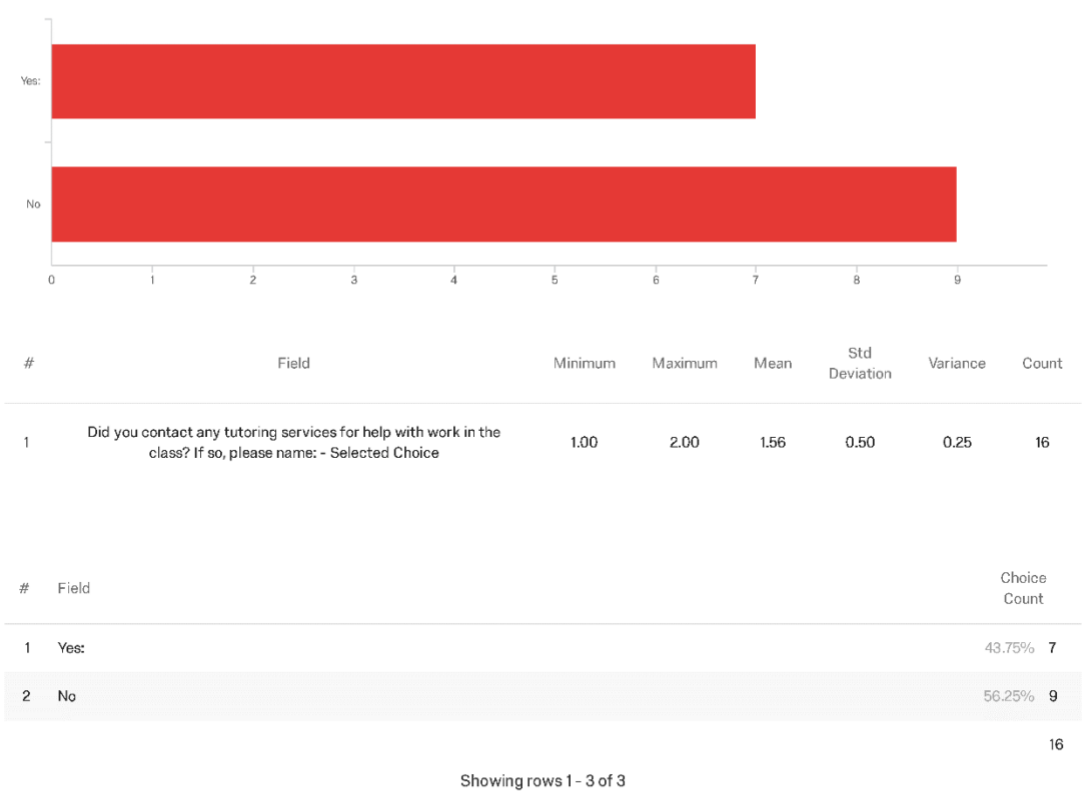 Yes:
No
0 1 2 3 4 5 6 7 8 9
# Field Minimum Maximum Mean Std Deviation Variance Count
1 Did you contact any tutoring services for help with work in the
class? If so, please name: - Selected Choice 1.00 2.00 1.56 0.50 0.25 16
# Field Choice Count
1 Yes: 43.75% 7
2 No 56.25% 9
16
Showing rows 1 - 3 of 3